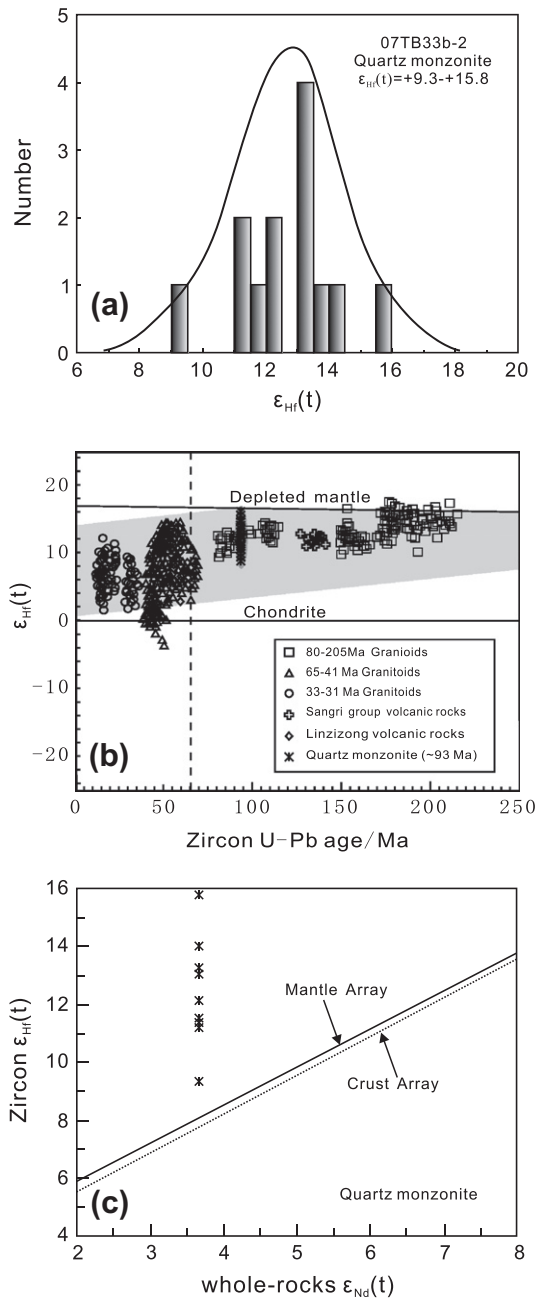 5
4
3
2
1
0
Number
07TB33b-2
Quartz monzonite
εHf(t)=+9.3-+15.8
(a)
6 8 10 12 14 16 18 20
εHf(t)
20
10
0
-10
-20
εHf(t)
Depleted mantle
Chondrite
80-205Ma Granioids
65-41 Ma Granitoids
33-31 Ma Granitoids
Sangri group volcanic rocks
Linzizong volcanic rocks
Quartz monzonite (~93 Ma)
(b)
0 50 100 150 200 250
Zircon U-Pb age/Ma
16
14
12
10
8
6
4
Zircon εHf(t)
Mantle Array
Crust Array
(c)
Quartz monzonite
2 3 4 5 6 7 8
whole-rocks εNd(t)